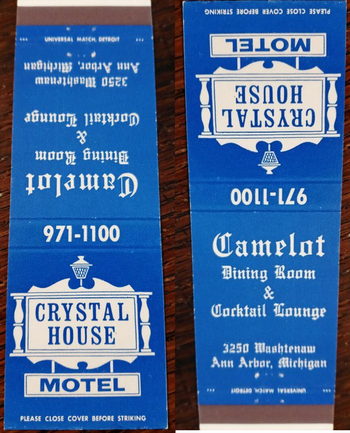 UNIVERSAL MATCH, DETROIT
3250 Washtenaw
Ann Arbor, Michigan
Camelot
Dining Room
&
Cocktail Lounge
971-1100
CRYSTAL
HOUSE
MOTEL
PLEASE CLOSE COVER BEFORE STRIKING
PLEASE CLOSE COVER BEFORE STRIKING
MOTEL
CRYSTAL
HOUSE
971-1100
Camelot
Dining Room
&
Cocktail Lounge
3250 Washtenaw
Ann Arbor, Michigan
UNIVERSAL MATCH, DETROIT